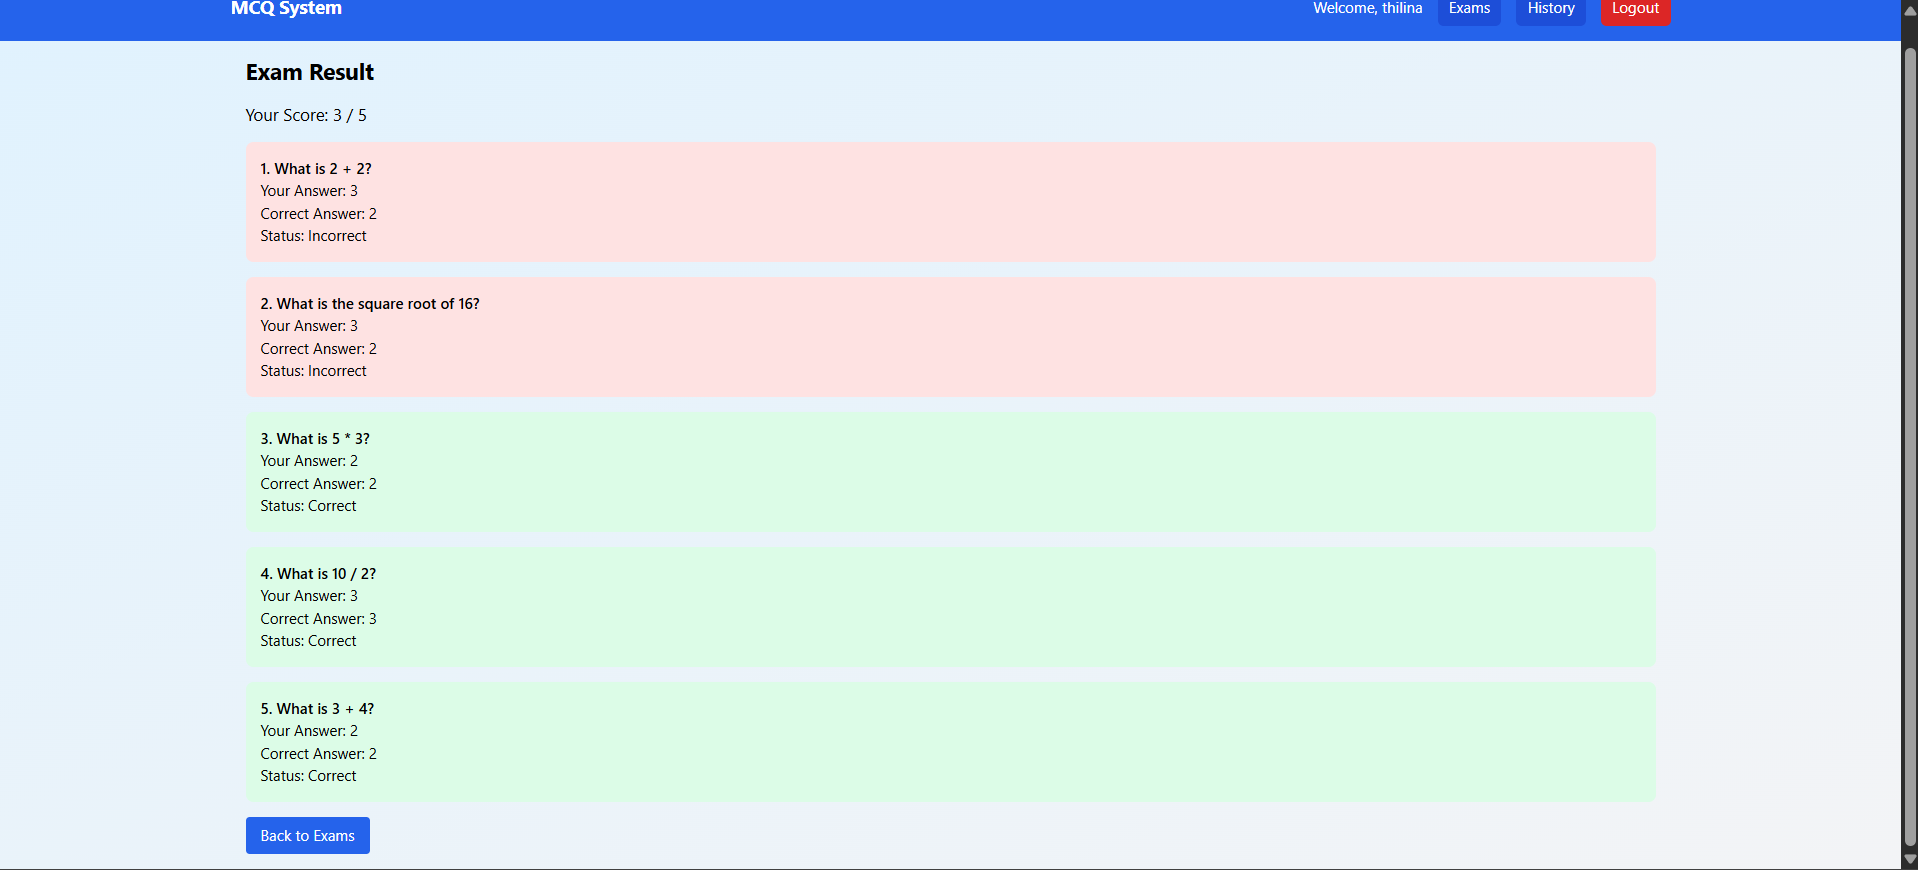 MCQ System
Welcome, thilina
Exams
History
Logout
Exam Result
Your Score: 3 / 5
1. What is 2 + 2?
Your Answer: 3
Correct Answer: 2
Status: Incorrect
2. What is the square root of 16?
Your Answer: 3
Correct Answer: 2
Status: Incorrect
3. What is 5 * 3?
Your Answer: 2
Correct Answer: 2
Status: Correct
4. What is 10 / 2?
Your Answer: 3
Correct Answer: 3
Status: Correct
5. What is 3 + 4?
Your Answer: 2
Correct Answer: 2
Status: Correct
Back to Exams